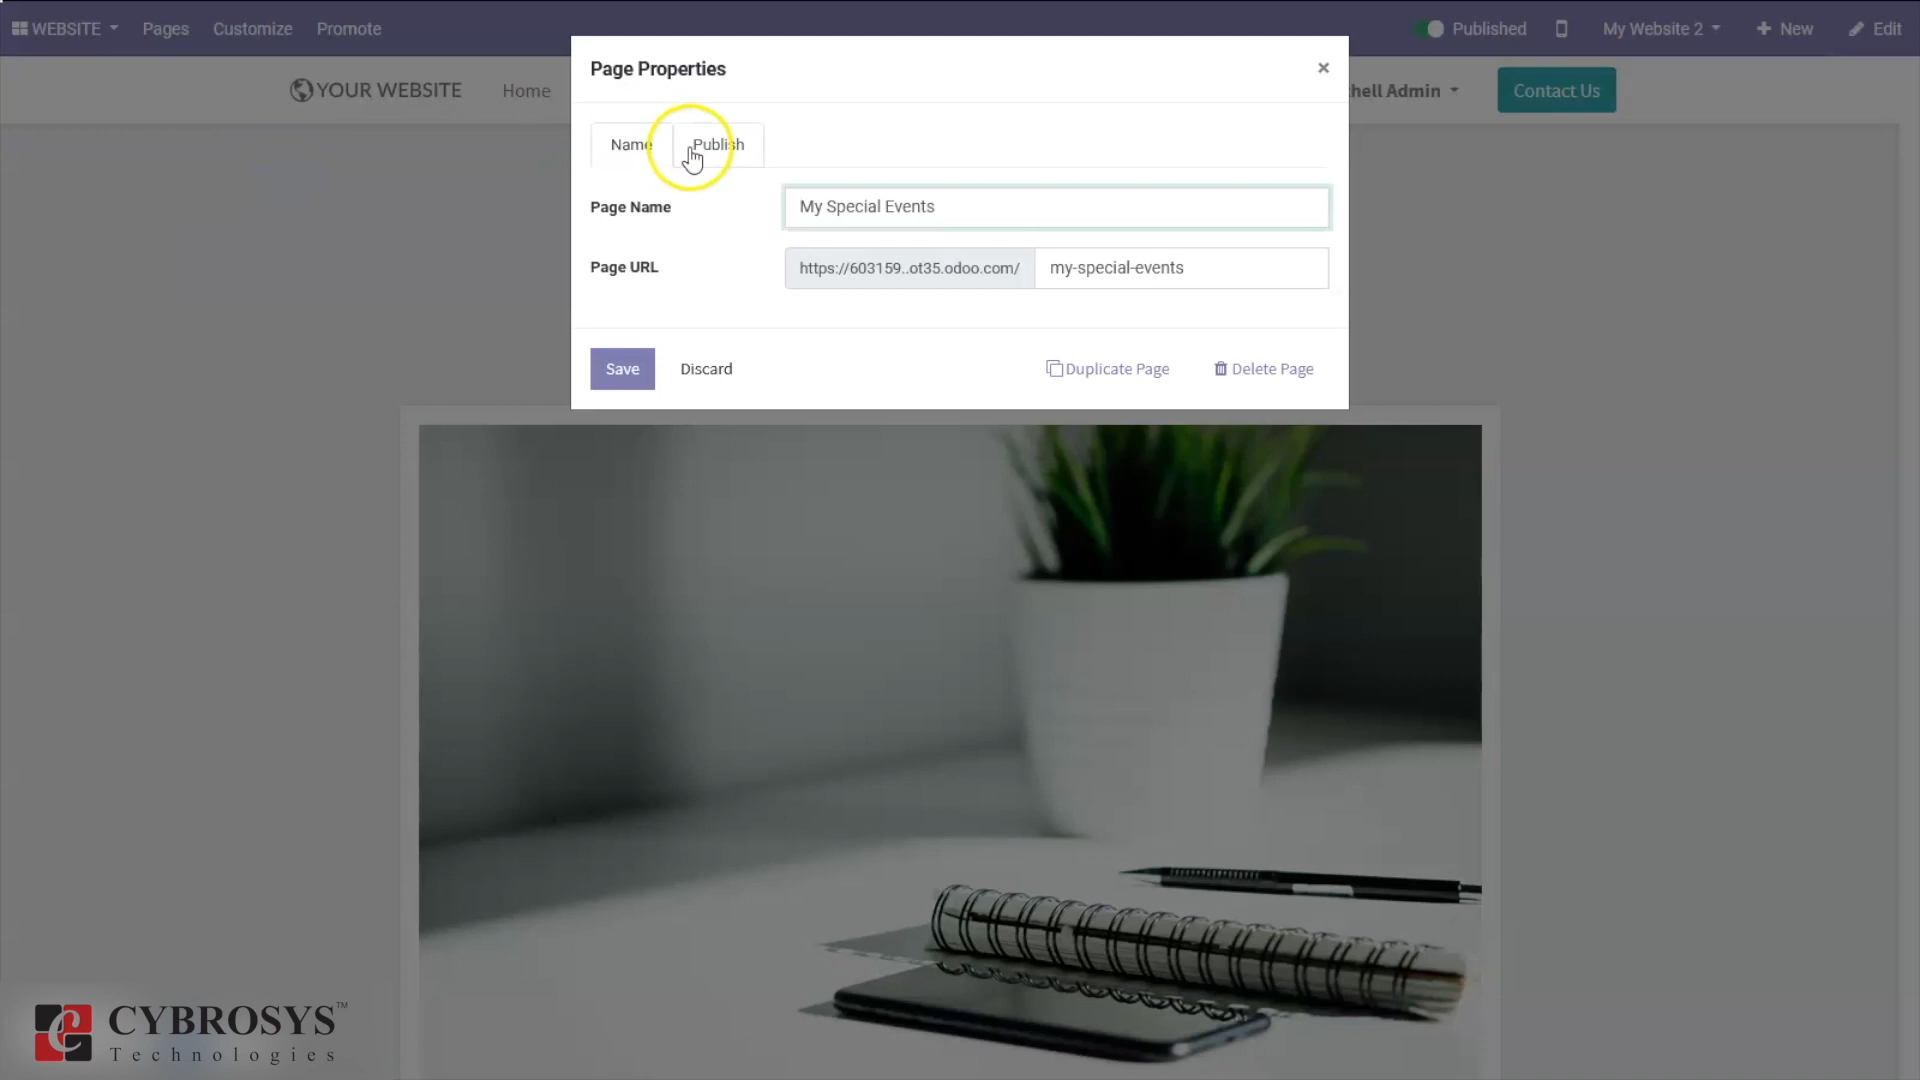 WEBSITE Pages Customize Promote Published My Website 2 New Edit
YOUR WEBSITE Home hell Admin Contact Us
Page Properties
×
Name Publish
Page Name My Special Events
Page URL https://603159..ot35.odoo.com/ my-special-events
Save Discard Duplicate Page Delete Page
CYBROSYS™
Technologies